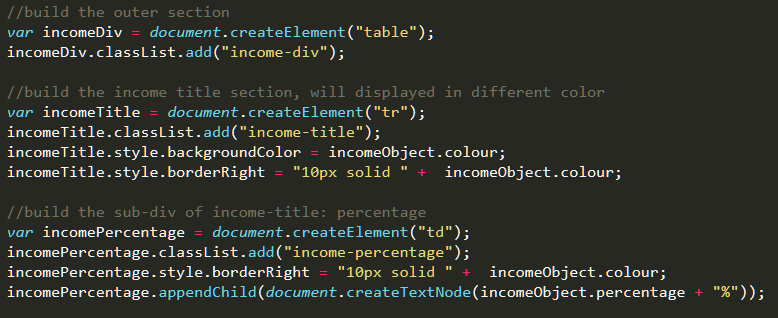 //build the outer section
var incomeDiv = document.createElement("table");
incomeDiv.classList.add("income-div");
//build the income title section, will displayed in different color
var incomeTitle = document.createElement("tr");
incomeTitle.classList.add("income-title");
incomeTitle.style.backgroundColor = incomeObject.colour;
incomeTitle.style.borderRight = "10px solid " +  incomeObject.colour;
//build the sub-div of income-title: percentage
var incomePercentage = document.createElement("td");
incomePercentage.classList.add("income-percentage");
incomePercentage.style.borderRight = "10px solid " +  incomeObject.colour;
incomePercentage.appendChild(document.createTextNode(incomeObject.percentage + "%"));